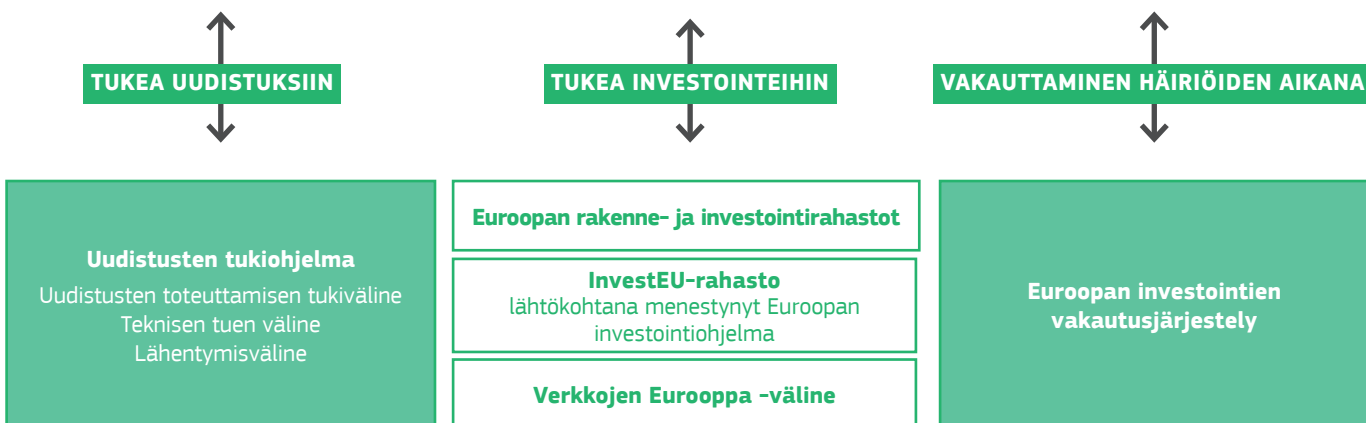 TUKEA UUDISTUKSIIN
TUKEA INVESTOINTEIHIN
VAKAUTTAMINEN HÄIRIÖIDEN AIKANA
Uudistusten tukiohjelma
Uudistusten toteuttamisen tukiväline
Teknisen tuen väline
Lähentymisväline
Euroopan rakenne- ja investointirahastot
InvestEU-rahasto
lähtökohtana menestynyt Euroopan
investointiohjelma
Verkkojen Eurooppa -väline
Euroopan investointien
vakautusjärjestely